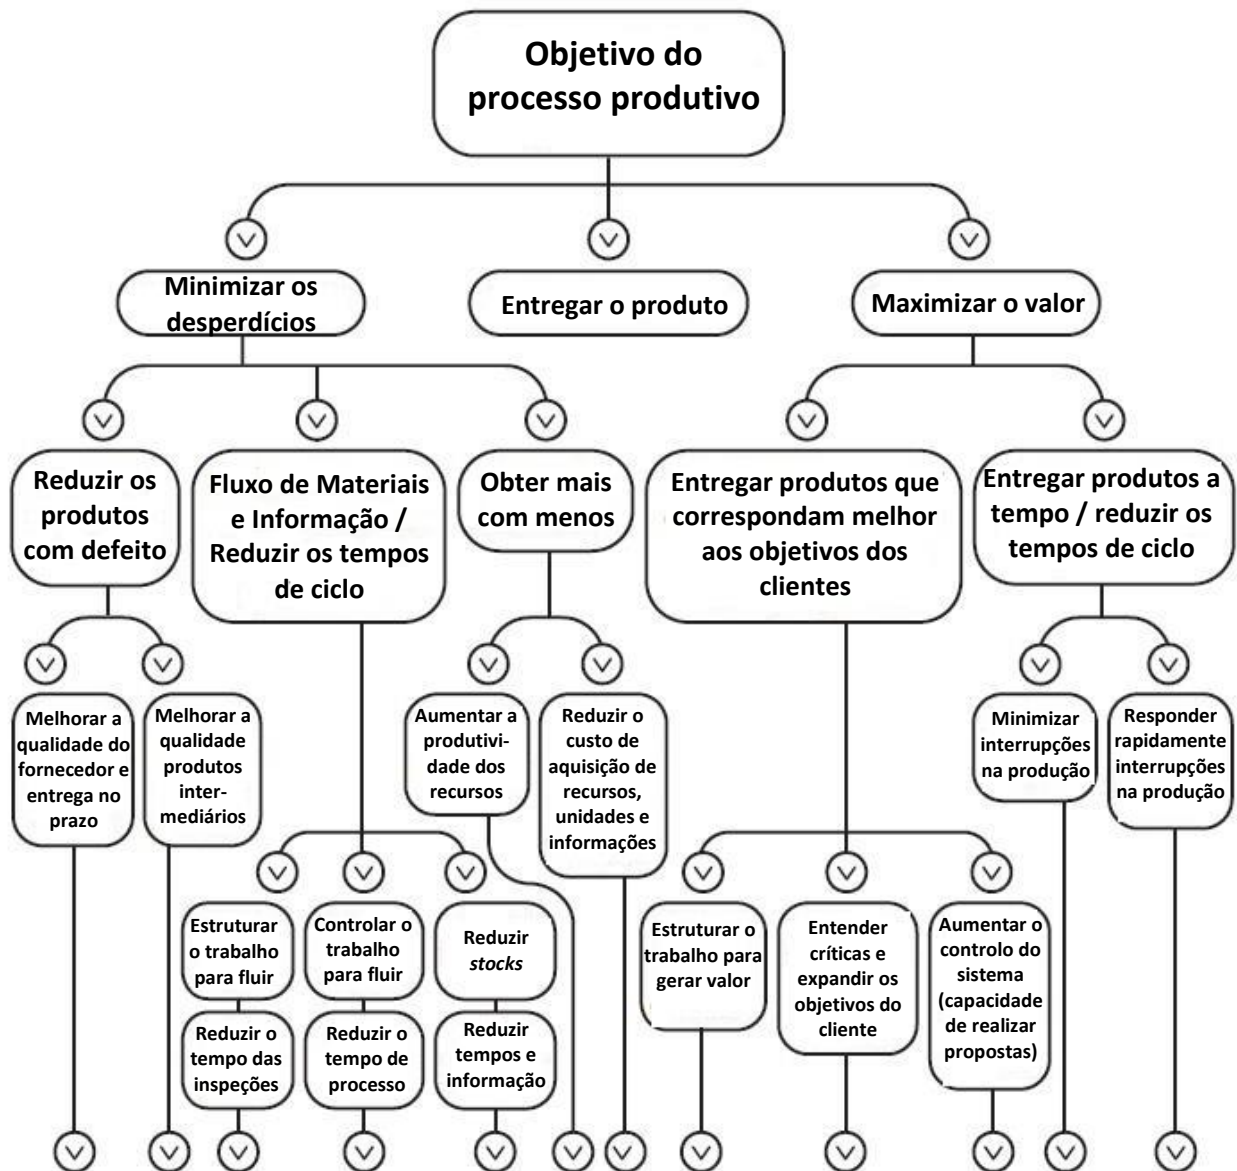 Objetivo do
processo produtivo
Minimizar os
desperdícios
Entregar o produto
Maximizar o valor
Reduzir os
produtos
com defeito
Fluxo de Materiais
e Informação /
Reduzir os tempos
de ciclo
Obter mais
com menos
Entregar produtos que
correspondam melhor
aos objetivos dos
clientes
Entregar produtos a
tempo / reduzir os
tempos de ciclo
Melhorar a
qualidade do
fornecedor e
entrega no
prazo
Melhorar a
qualidade
produtos
inter-
mediários
Aumentar a
produtivi-
dade dos
recursos
Reduzir o
custo de
aquisição de
recursos,
unidades e
informações
Minimizar
interrupções
na produção
Responder
rapidamente
interrupções
na produção
Estruturar
o trabalho
para fluir
Controlar o
trabalho
para fluir
Reduzir
stocks
Estruturar o
trabalho para
gerar valor
Entender
críticas e
expandir os
objetivos do
cliente
Aumentar o
controlo do
sistema
(capacidade
de realizar
propostas)
Reduzir o
tempo das
inspeções
Reduzir o
tempo de
processo
Reduzir
tempos e
informação